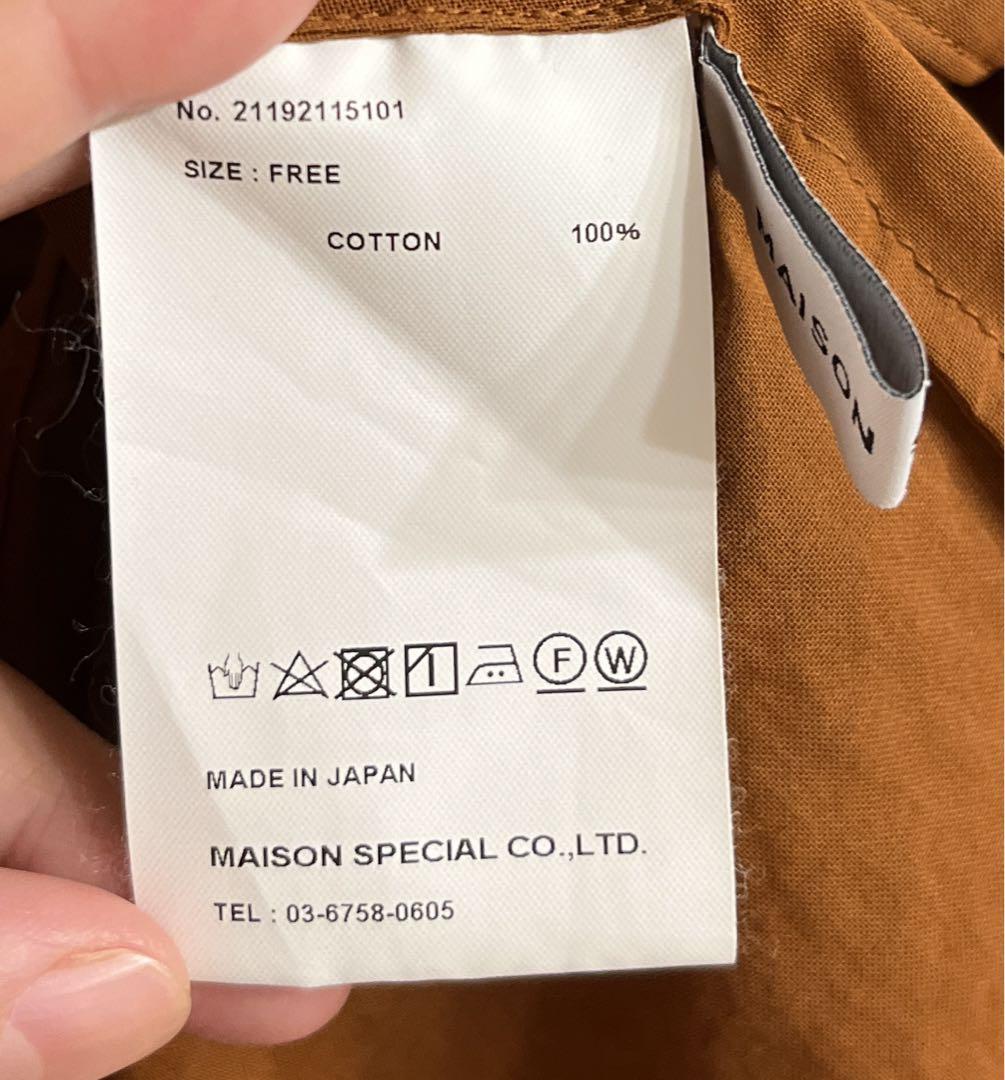 No. 21192115101
SIZE : FREE
COTTON 100%
F W
MADE IN JAPAN
MAISON SPECIAL CO.,LTD.
TEL : 03-6758-0605
MAISON